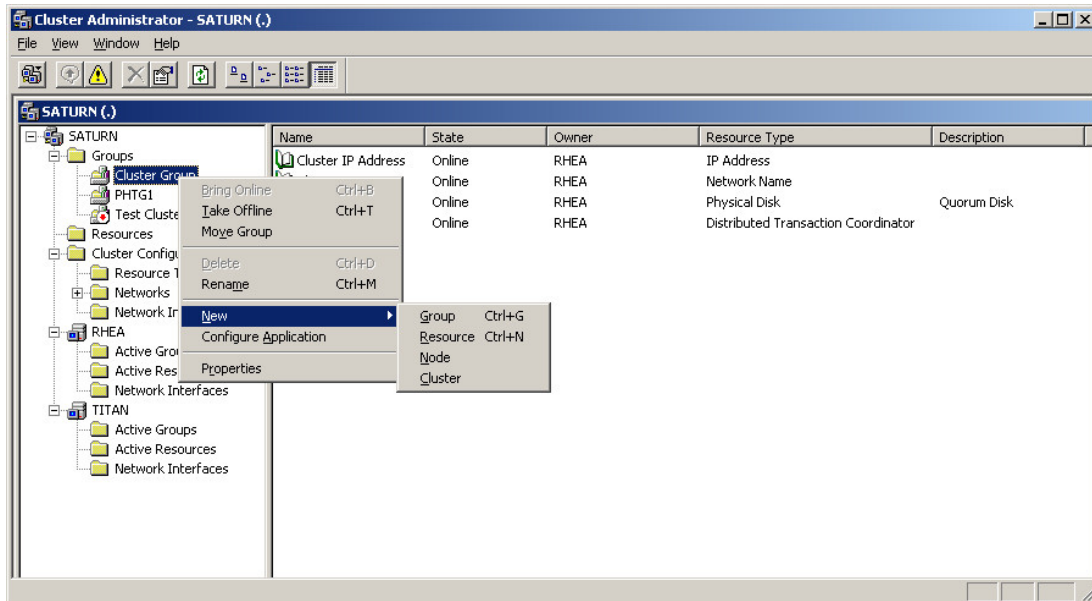 Cluster Administrator - SATURN (.)
File View Window Help
SATURN (.)
SATURN
Groups
Cluster Group
PHTG1
Test Cluste
Resources
Cluster Configu
Resource T
Networks
Network In
RHEA
Active Grou
Active Res
Network Interfaces
TITAN
Active Groups
Active Resources
Network Interfaces
Name State Owner Resource Type Description
Cluster IP Address Online RHEA IP Address
Online RHEA Network Name
Online RHEA Physical Disk Quorum Disk
Online RHEA Distributed Transaction Coordinator
Bring Online Ctrl+B
Take Offline Ctrl+T
Move Group
Delete Ctrl+D
Rename Ctrl+M
New
Configure Application
Properties
Group Ctrl+G
Resource Ctrl+N
Node
Cluster